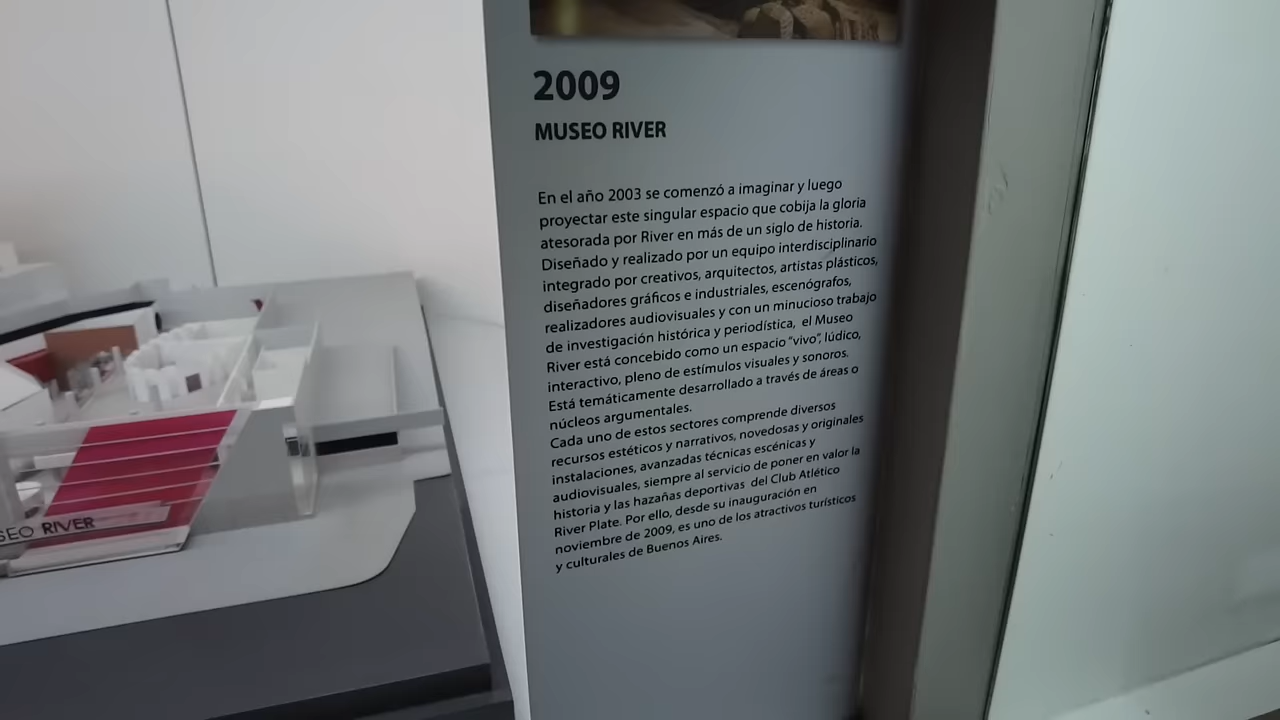 2009
MUSEO RIVER
En el año 2003 se comenzó a imaginar y luego
proyectar este singular espacio que cobija la gloria
atesorada por River en más de un siglo de historia.
Diseñado y realizado por un equipo interdisciplinario
integrado por creativos, arquitectos, artistas plásticos,
diseñadores gráficos e industriales, escenógrafos,
realizadores audiovisuales y con un minucioso trabajo
de investigación histórica y periodística, el Museo
River está concebido como un espacio "vivo", lúdico,
interactivo, pleno de estímulos visuales y sonoros.
Está temáticamente desarrollado a través de áreas o
núcleos argumentales.
Cada uno de estos sectores comprende diversos
recursos estéticos y narrativos, novedosas y originales
instalaciones, avanzadas técnicas escénicas y
audiovisuales, siempre al servicio de poner en valor la
historia y las hazañas deportivas del Club Atlético
River Plate. Por ello, desde su inauguración en
noviembre de 2009, es uno de los atractivos turísticos
y culturales de Buenos Aires.
SEO RIVER